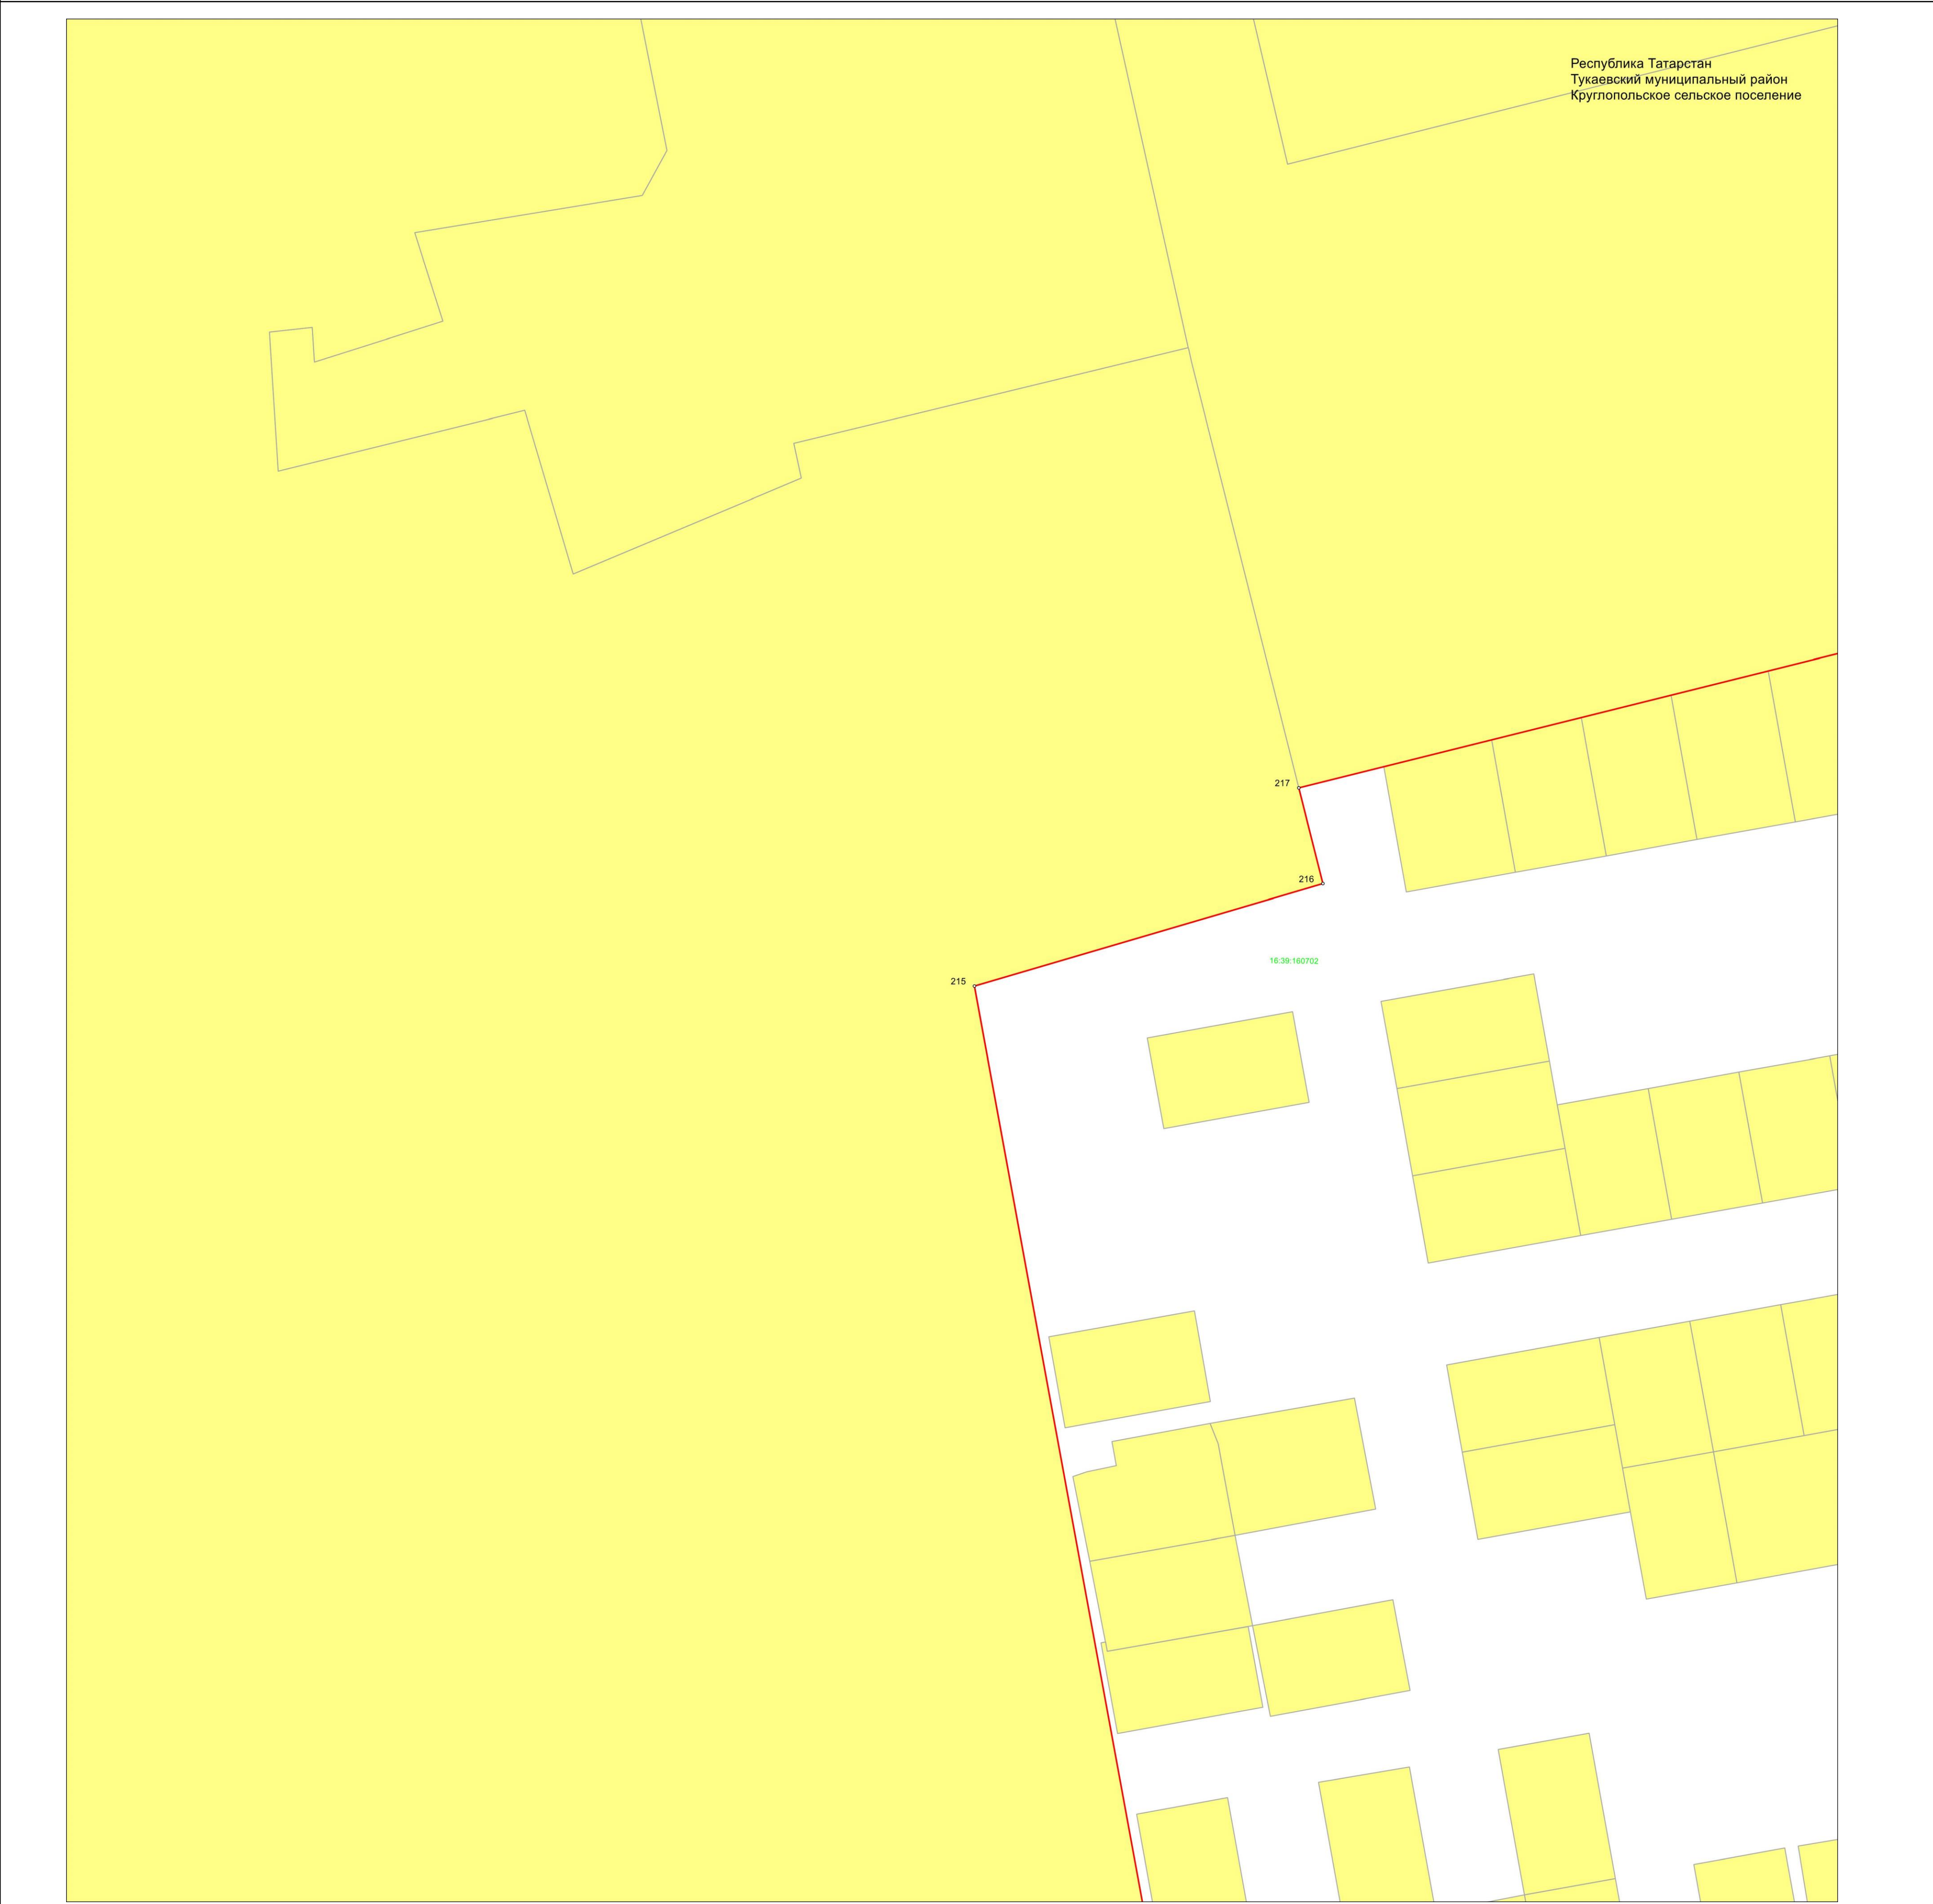 Республика Татарстан
Тукаевский муниципальный район
Круглопольское сельское поселение
217
216
16:39:160702
215